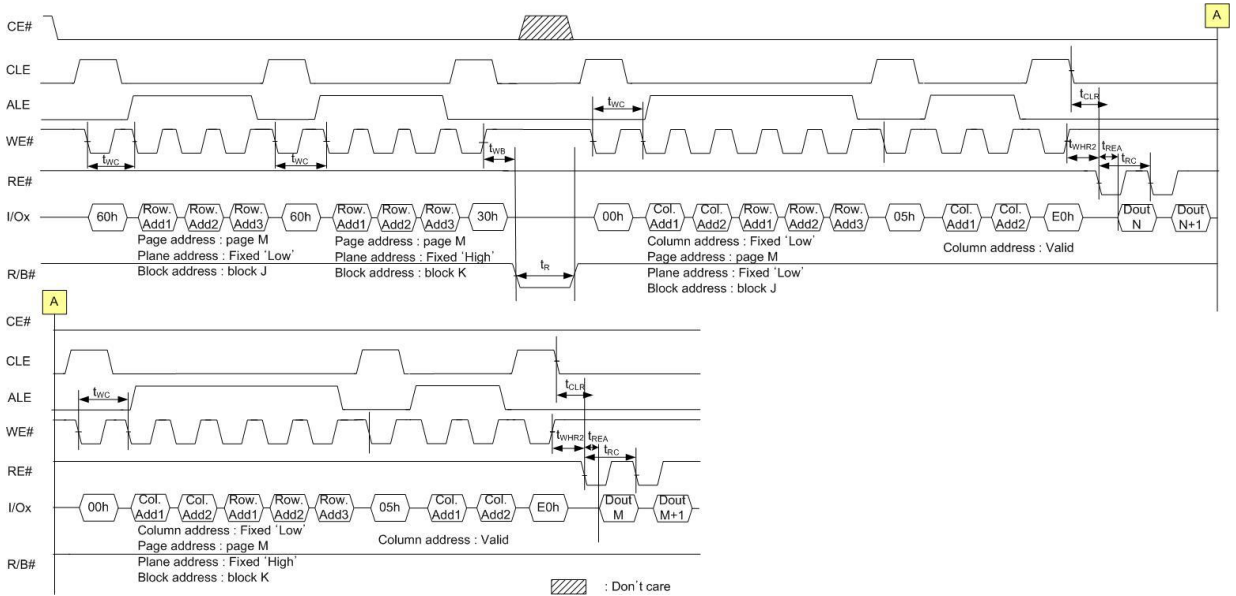 A
CE#
CLE
tCLR
ALE
tWC
WE#
tWC tWC tWB tWHR2 tREA tRC
RE#
I/Ox 60h Row. Add1 Row. Add2 Row. Add3 60h Row. Add1 Row. Add2 Row. Add3 30h 00h Col. Add1 Col. Add2 Row. Add1 Row. Add2 Row. Add3 05h Col. Add1 Col. Add2 E0h Dout N Dout N+1
Page address : page M
Plane address : Fixed 'Low'
Block address : block J
Page address : page M
Plane address : Fixed 'High'
Block address : block K
Column address : Fixed 'Low'
Page address : page M
Plane address : Fixed 'Low'
Block address : block J
Column address : Valid
R/B# tR
A
CE#
CLE
tCLR
ALE tWC
WE#
tWHR2 tREA
tRC
RE#
I/Ox 00h Col. Add1 Col. Add2 Row. Add1 Row. Add2 Row. Add3 05h Col. Add1 Col. Add2 E0h Dout M Dout M+1
Column address : Fixed 'Low'
Page address : page M
Plane address : Fixed 'High'
Block address : block K
Column address : Valid
R/B#
: Don't care